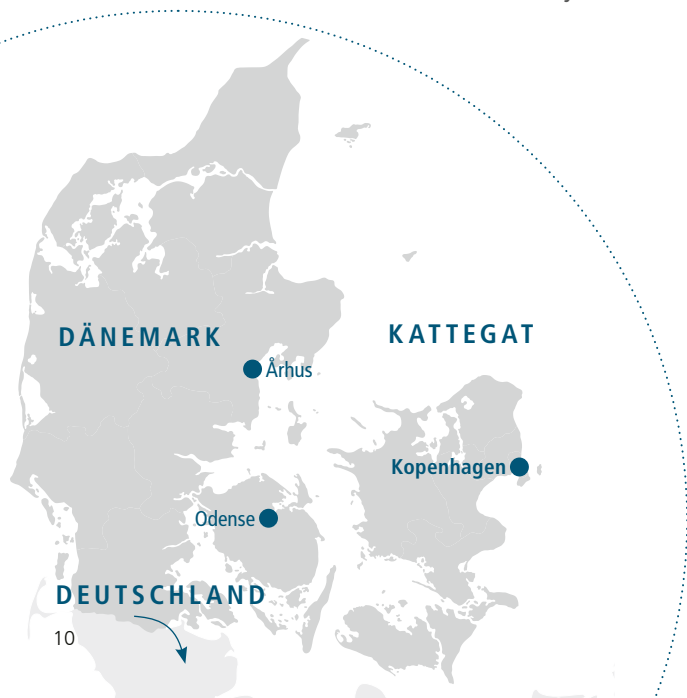 DÄNEMARK
KATTEGAT
Århus
Kopenhagen
Odense
DEUTSCHLAND
10